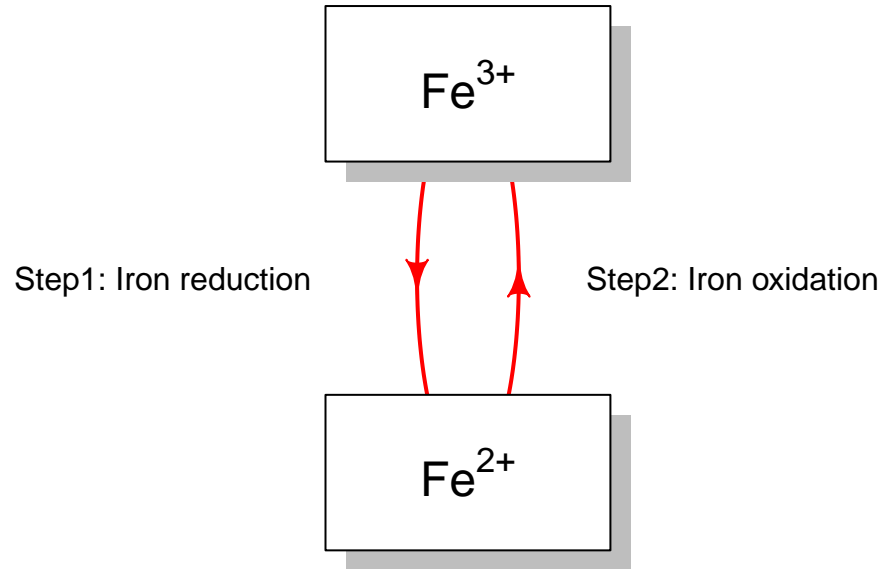 Fe³⁺
Step1: Iron reduction
Step2: Iron oxidation
Fe²⁺